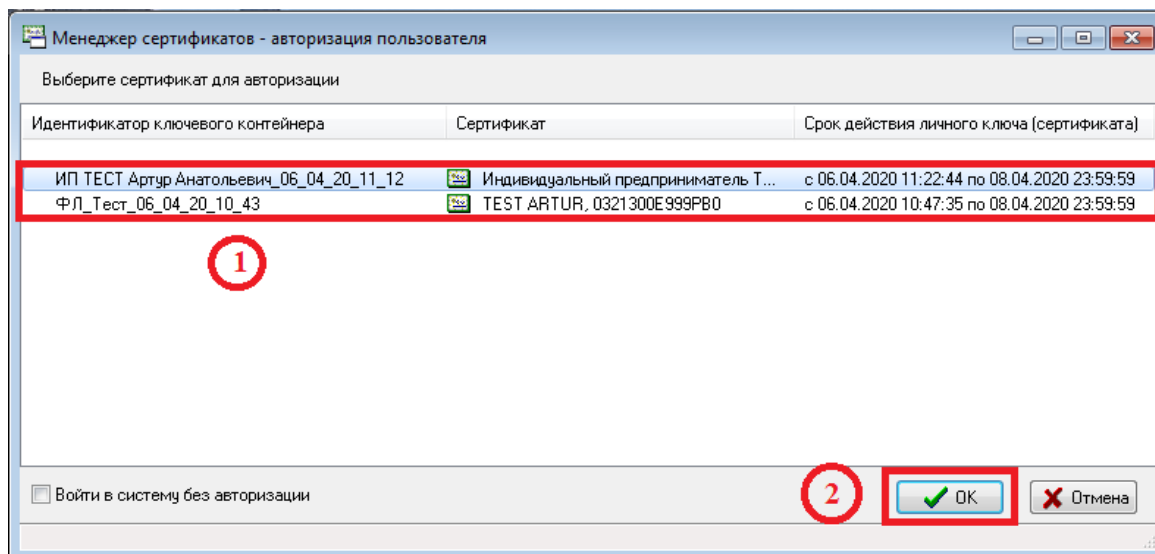 Менеджер сертификатов - авторизация пользователя
Выберите сертификат для авторизации
Идентификатор ключевого контейнера Сертификат Срок действия личного ключа (сертификата)
ИП ТЕСТ Артур Анатольевич_06_04_20_11_12 Индивидуальный предприниматель Т... с 06.04.2020 11:22:44 по 08.04.2020 23:59:59
ФЛ_Тест_06_04_20_10_43 TEST ARTUR, 0321300E999PB0 с 06.04.2020 10:47:35 по 08.04.2020 23:59:59
1
Войти в систему без авторизации 2 OK Отмена